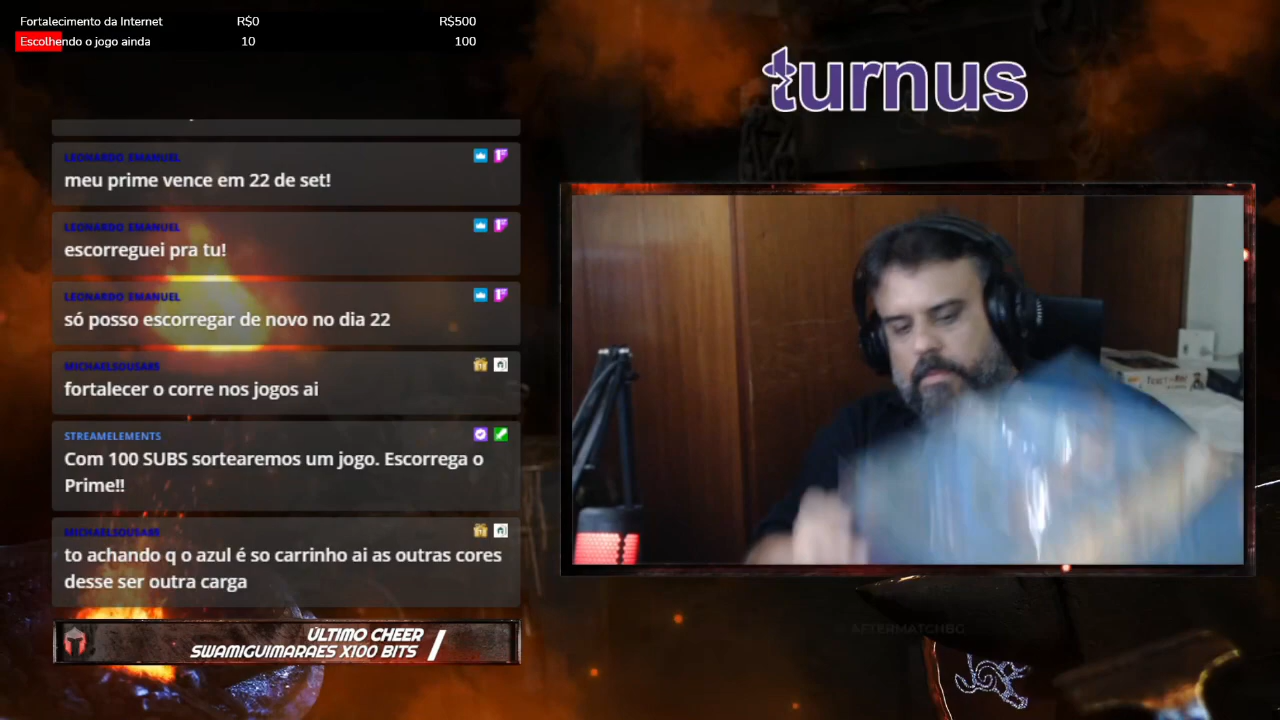 Fortalecimento da Internet R$0 R$500
Escolhendo o jogo ainda 10 100
turnus
LEONARDO EMANUEL
meu prime vence em 22 de set!
LEONARDO EMANUEL
escorreguei pra tu!
LEONARDO EMANUEL
só posso escorregar de novo no dia 22
MICHAELSOUSA85
fortalecer o corre nos jogos ai
STREAMELEMENTS
Com 100 SUBS sortearemos um jogo. Escorrega o
Prime!!
MICHAELSOUSA85
to achando q o azul é so carrinho ai as outras cores
desse ser outra carga
ÚLTIMO CHEER
SWAMIGUIMARAES X100 BITS
AFTERMATCHBG